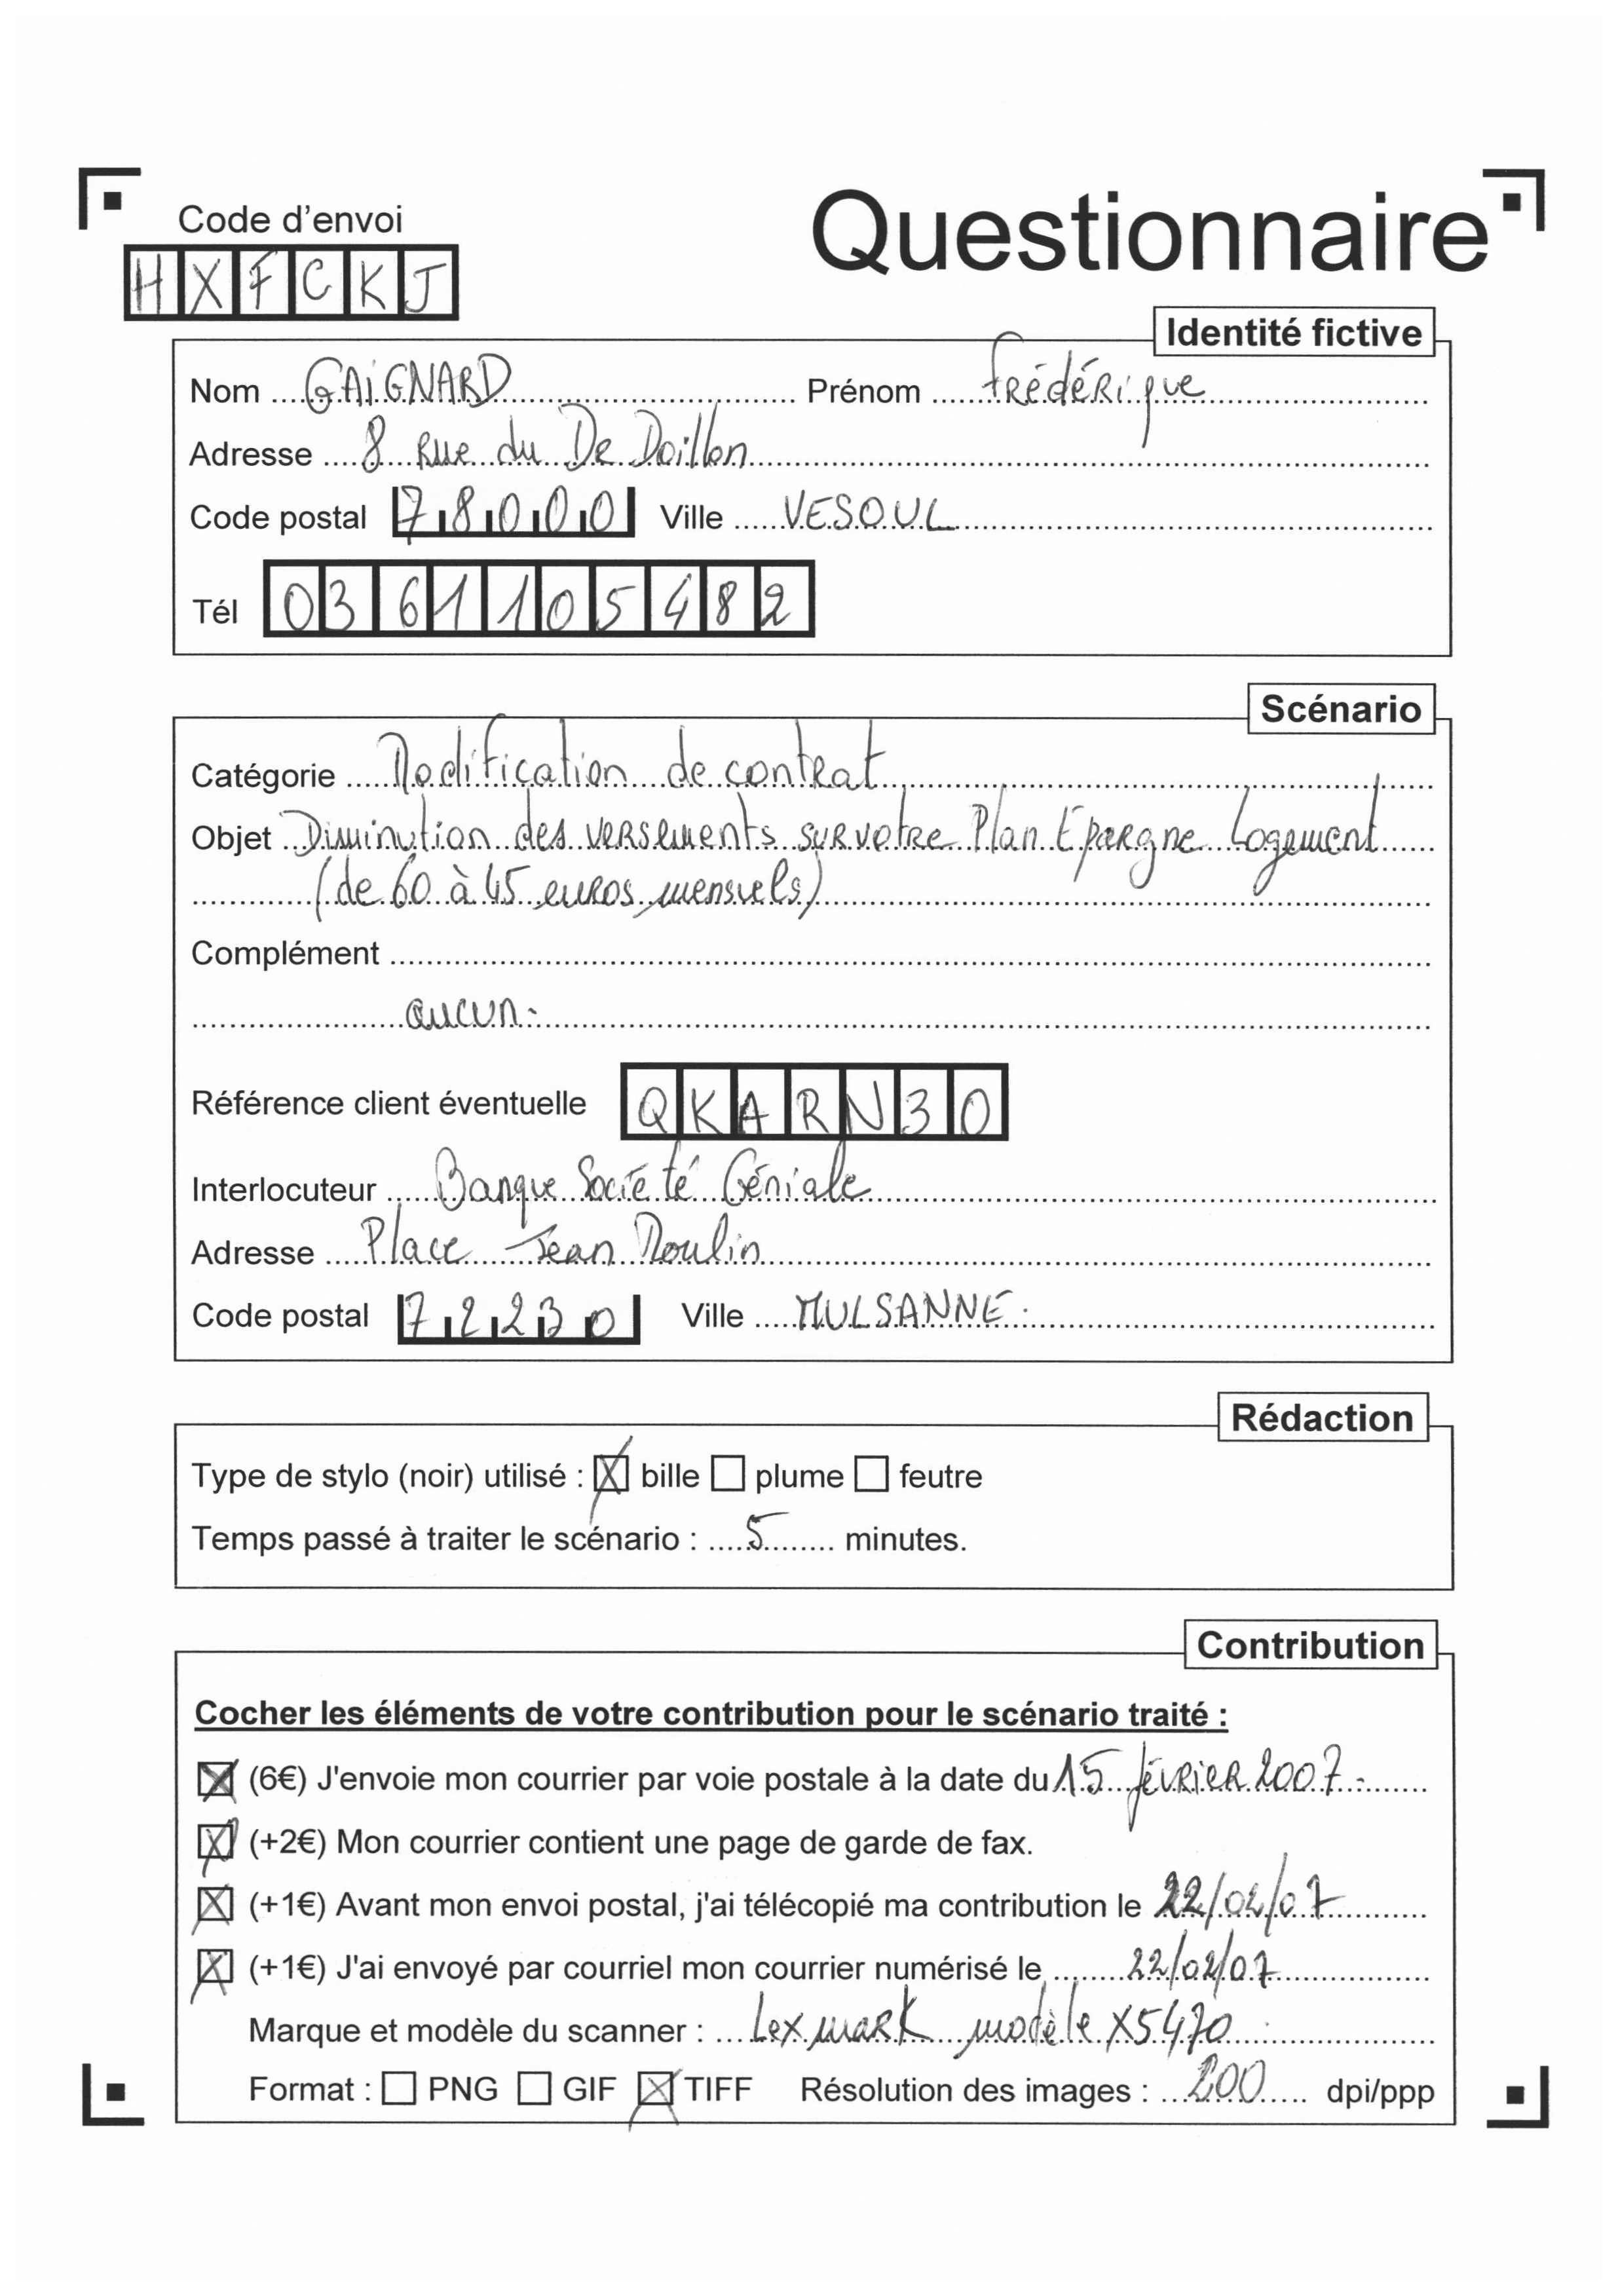 Code d'envoi
Questionnaire
HXFCKJ
Identité fictive
Nom GAIGNARD Prénom Frédérique
Adresse 8 Rue du De Doillon
Code postal 78000 Ville VESOUL
Tél 0361105482
Scénario
Catégorie Modification de contrat
Objet Diminution des versements sur votre Plan Epargne Logement
(de 60 à 45 euros mensuels)
Complément
aucun.
Référence client éventuelle QKARN30
Interlocuteur Banque Société Géniale
Adresse Place Jean Moulin
Code postal 72230 Ville MULSANNE.
Rédaction
Type de stylo (noir) utilisé : bille plume feutre
Temps passé à traiter le scénario : 5 minutes.
Contribution
Cocher les éléments de votre contribution pour le scénario traité :
(6€) J'envoie mon courrier par voie postale à la date du 15 février 2007.
(+2€) Mon courrier contient une page de garde de fax.
(+1€) Avant mon envoi postal, j'ai télécopié ma contribution le 22/02/07
(+1€) J'ai envoyé par courriel mon courrier numérisé le 22/02/07
Marque et modèle du scanner : Lexmark modèle X5470
Format : PNG GIF TIFF Résolution des images : 200 dpi/ppp